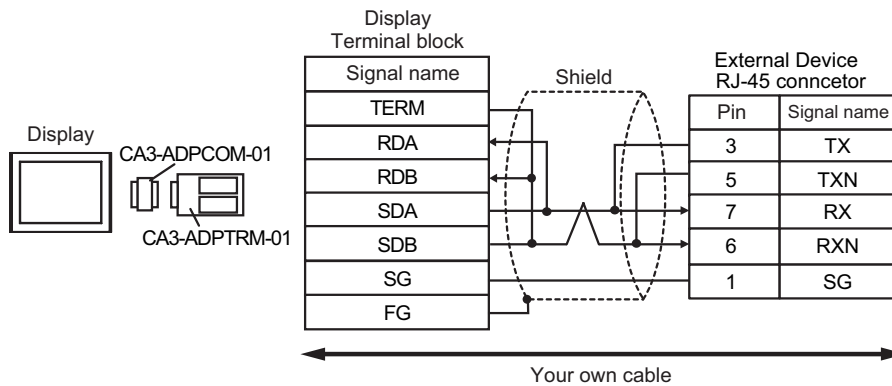 Display
CA3-ADPCOM-01
CA3-ADPTRM-01
Display
Terminal block
Signal name
TERM
RDA
RDB
SDA
SDB
SG
FG
Shield
External Device
RJ-45 conncetor
Pin Signal name
3 TX
5 TXN
7 RX
6 RXN
1 SG
Your own cable